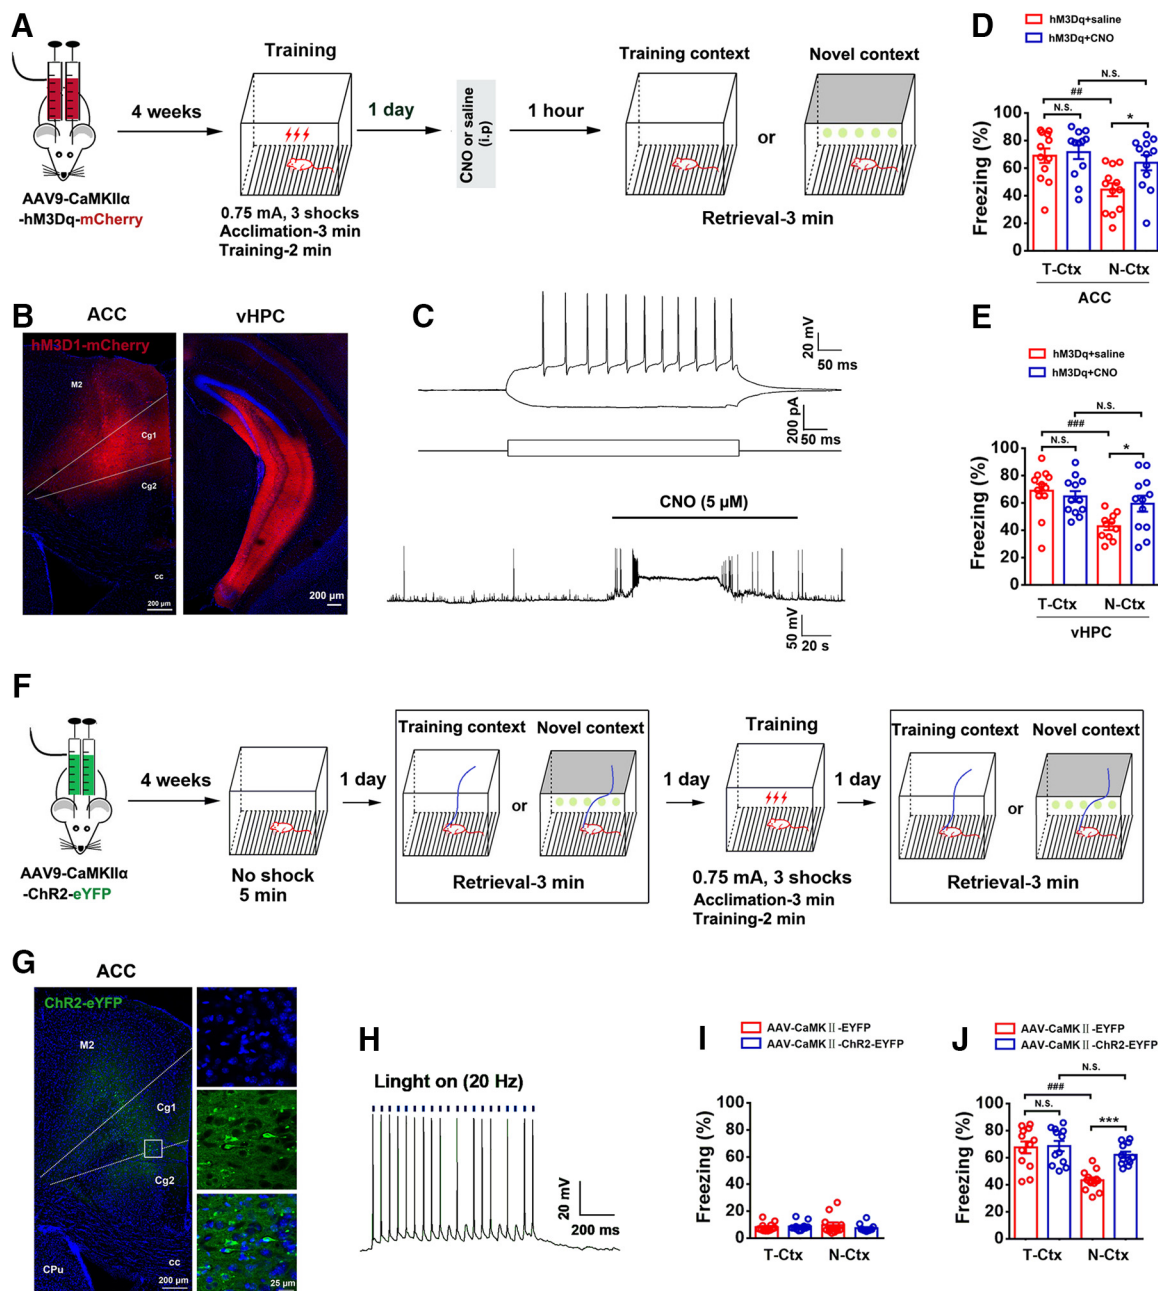 A
Training
4 weeks
1 day
CNO or saline
(i.p)
1 hour
Training context
Novel context
or
AAV9-CaMKIIα
-hM3Dq-mCherry
0.75 mA, 3 shocks
Acclimation-3 min
Training-2 min
Retrieval-3 min
D
hM3Dq+saline
hM3Dq+CNO
N.S.
##
N.S.
*
Freezing (%)
100
80
60
40
20
0
T-Ctx
N-Ctx
ACC
B
ACC
vHPC
hM3D1-mCherry
M2
Cg1
Cg2
cc
200 μm
200 μm
C
20 mV
50 ms
200 pA
50 ms
CNO (5 μM)
50 mV
20 s
E
hM3Dq+saline
hM3Dq+CNO
N.S.
###
N.S.
*
Freezing (%)
100
80
60
40
20
0
T-Ctx
N-Ctx
vHPC
F
4 weeks
AAV9-CaMKIIα
-ChR2-eYFP
No shock
5 min
1 day
Training context
Novel context
or
Retrieval-3 min
1 day
Training
0.75 mA, 3 shocks
Acclimation-3 min
Training-2 min
1 day
Training context
Novel context
or
Retrieval-3 min
G
ACC
ChR2-eYFP
M2
Cg1
Cg2
CPu
cc
200 μm
25 μm
H
Linght on (20 Hz)
20 mV
200 ms
I
AAV-CaMKⅡ-EYFP
AAV-CaMKⅡ-ChR2-EYFP
Freezing (%)
100
80
60
40
20
0
T-Ctx
N-Ctx
J
AAV-CaMKⅡ-EYFP
AAV-CaMKⅡ-ChR2-EYFP
N.S.
###
N.S.
***
Freezing (%)
100
80
60
40
20
0
T-Ctx
N-Ctx